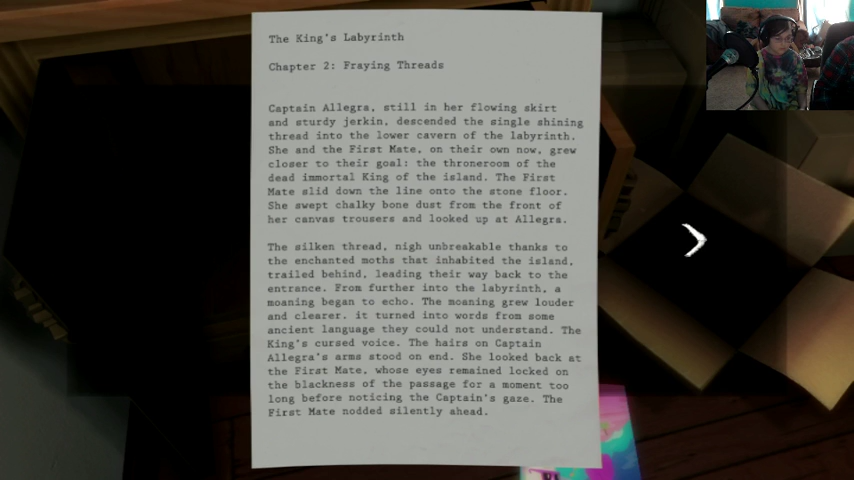 The King's Labyrinth
Chapter 2: Fraying Threads
Captain Allegra, still in her flowing skirt
and sturdy jerkin, descended the single shining
thread into the lower cavern of the labyrinth.
She and the First Mate, on their own now, grew
closer to their goal: the throneroom of the
dead immortal King of the island. The First
Mate slid down the line onto the stone floor.
She swept chalky bone dust from the front of
her canvas trousers and looked up at Allegra.
The silken thread, nigh unbreakable thanks to
the enchanted moths that inhabited the island,
trailed behind, leading their way back to the
entrance. From further into the labyrinth, a
moaning began to echo. The moaning grew louder
and clearer. it turned into words from some
ancient language they could not understand. The
King's cursed voice. The hairs on Captain
Allegra's arms stood on end. She looked back at
the First Mate, whose eyes remained locked on
the blackness of the passage for a moment too
long before noticing the Captain's gaze. The
First Mate nodded silently ahead.